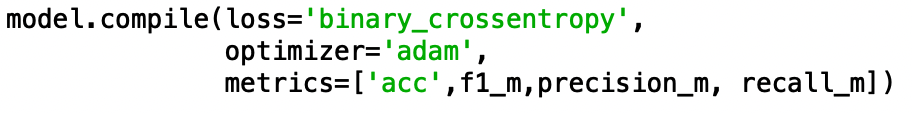 model.compile(loss='binary_crossentropy',
              optimizer='adam',
              metrics=['acc',f1_m,precision_m, recall_m])